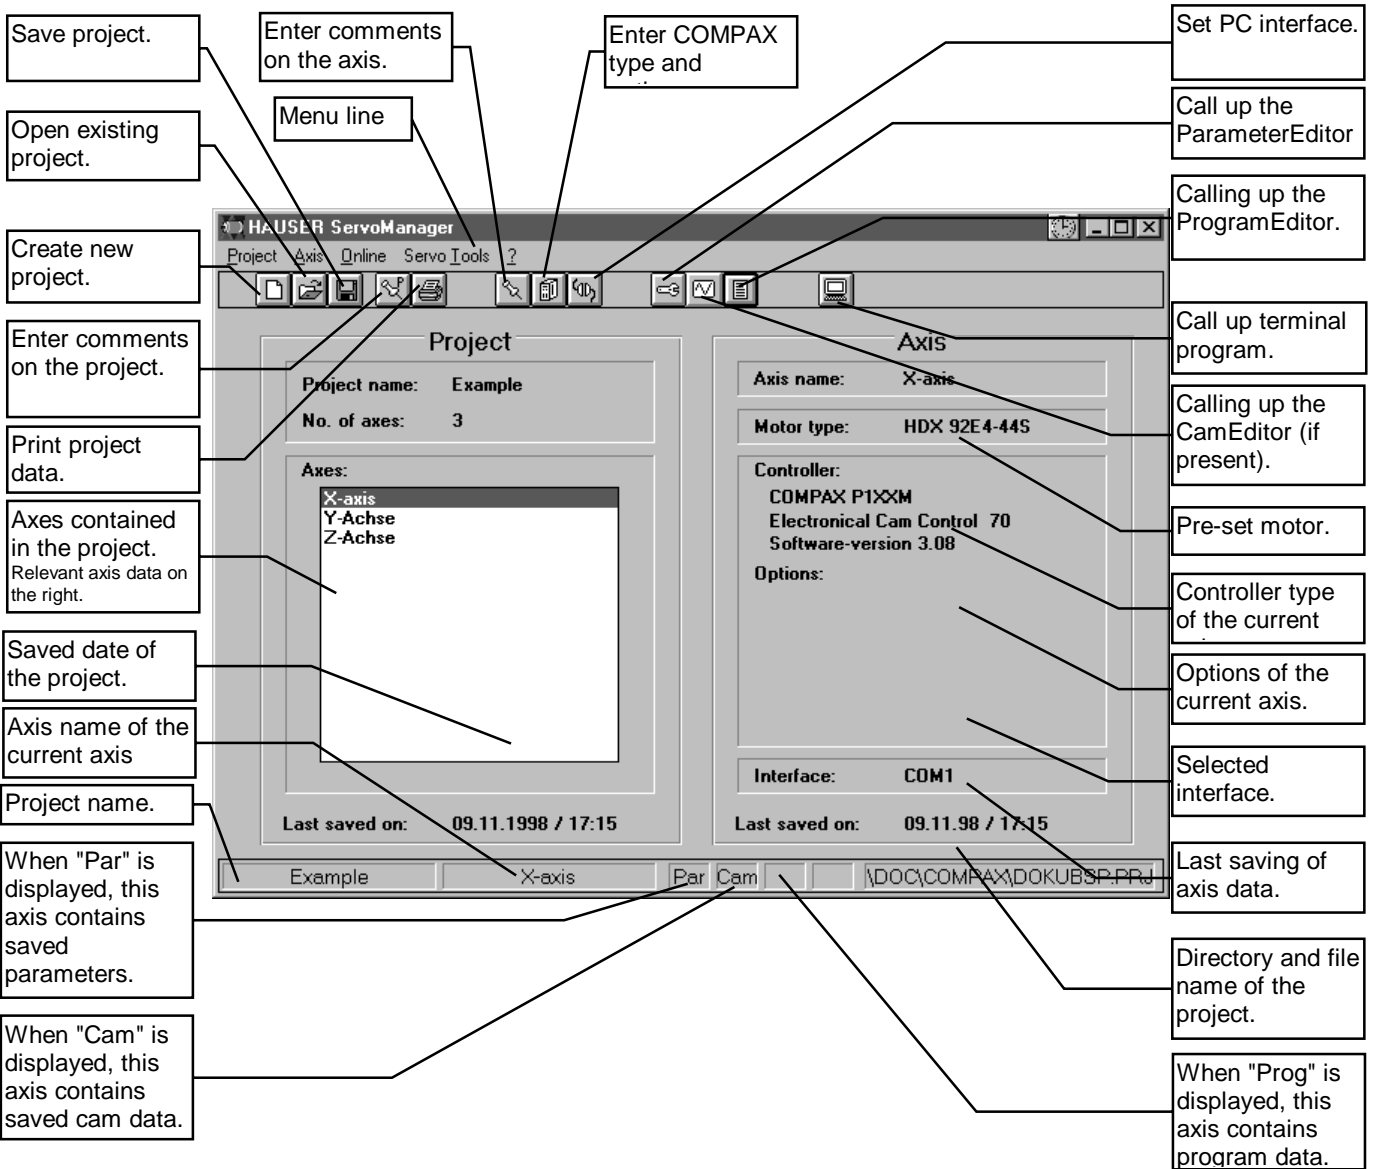 Save project.
Enter comments
on the axis.
Enter COMPAX
type and
Set PC interface.
Menu line
Call up the
ParameterEditor
Open existing
project.
Calling up the
ProgramEditor.
Create new
project.
HAUSER ServoManager
Project Axis Online Servo Tools ?
Call up terminal
program.
Enter comments
on the project.
Project
Project name: Example
No. of axes: 3
Axis
Axis name: X-axis
Motor type: HDX 92E4-44S
Calling up the
CamEditor (if
present).
Print project
data.
Axes:
X-axis
Y-Achse
Z-Achse
Controller:
COMPAX P1XXM
Electronical Cam Control 70
Software-version 3.08
Options:
Pre-set motor.
Axes contained
in the project.
Relevant axis data on
the right.
Controller type
of the current
Saved date of
the project.
Options of the
current axis.
Axis name of the
current axis
Selected
interface.
Interface: COM1
Project name.
Last saved on: 09.11.1998 / 17:15
Last saved on: 09.11.98 / 17:15
Example X-axis Par Cam \DOC\COMPAX\DOKUBSP.PRJ
Last saving of
axis data.
When "Par" is
displayed, this
axis contains
saved
parameters.
Directory and file
name of the
project.
When "Cam" is
displayed, this
axis contains
saved cam data.
When "Prog" is
displayed, this
axis contains
program data.